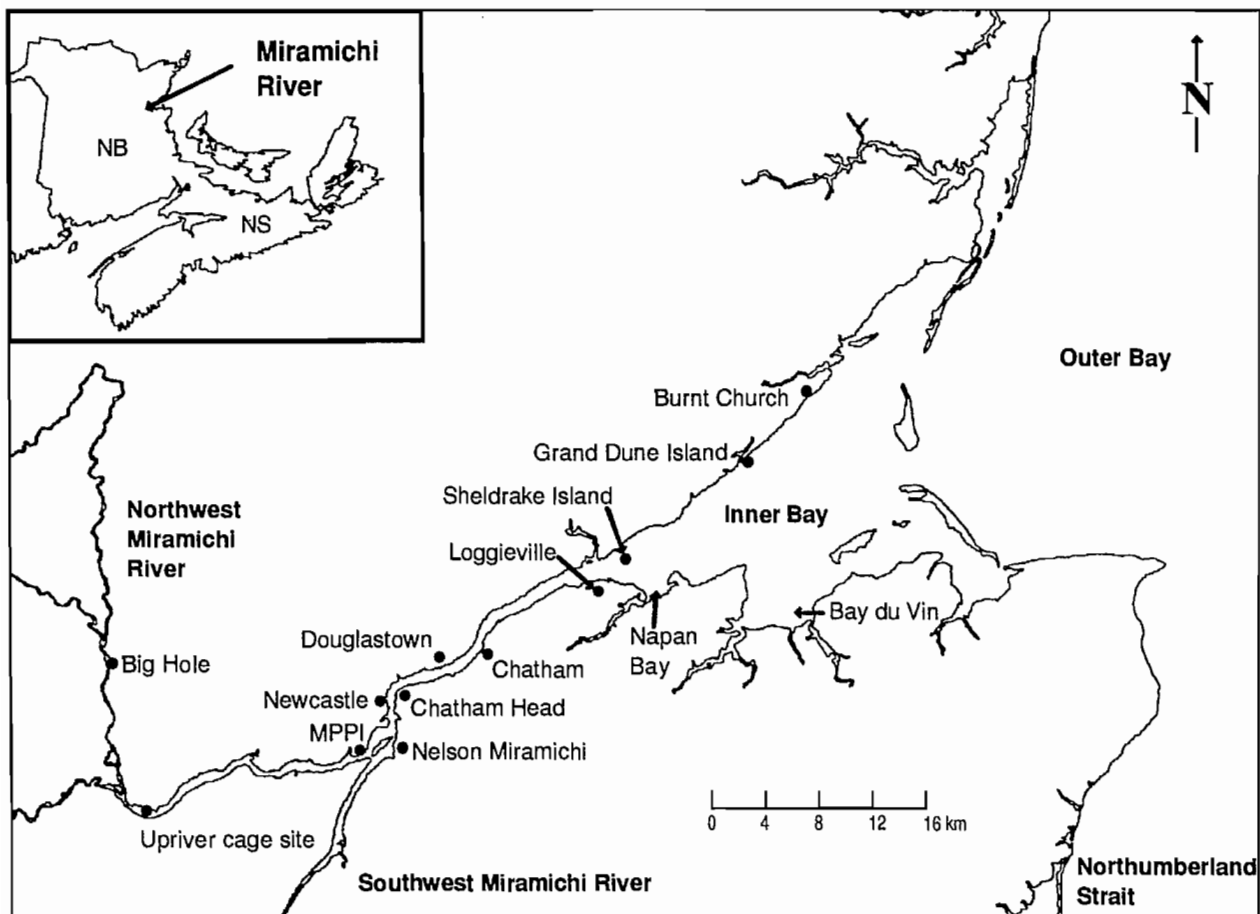 Miramichi
River
NB
NS
N
Outer Bay
Burnt Church
Grand Dune Island
Sheldrake Island
Inner Bay
Northwest
Miramichi
River
Loggieville
Bay du Vin
Douglastown
Napan
Bay
Big Hole
Chatham
Newcastle
Chatham Head
MPPI
Nelson Miramichi
0 4 8 12 16 km
Upriver cage site
Southwest Miramichi River
Northumberland
Strait